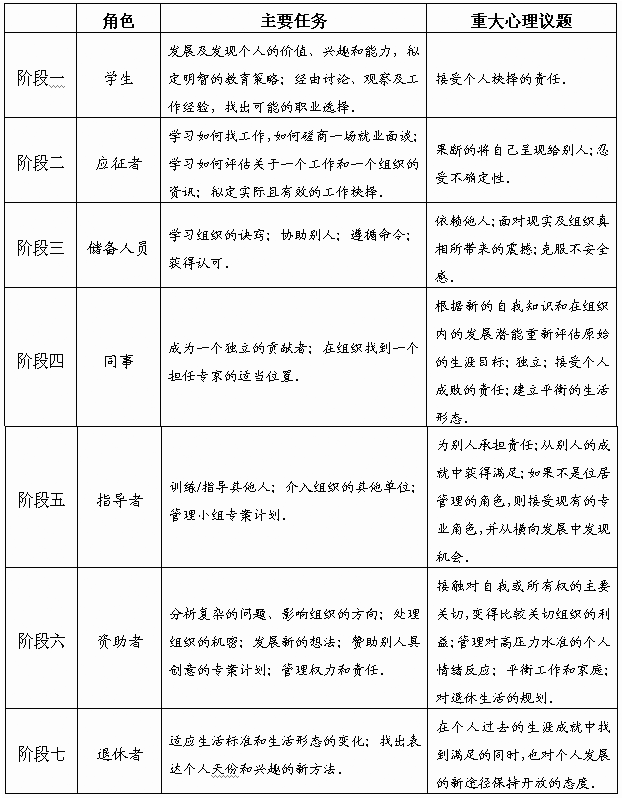 角色 主要任务 重大心理议题
阶段一
学生
发展及发现个人的价值、兴趣和能力，拟
定明智的教育策略；经由讨论、观察及工
作经验，找出可能的职业选择.
接受个人抉择的责任.
阶段二
应征者
学习如何找工作，如何磋商一场就业面谈；
学习如何评估关于一个工作和一个组织的
资讯；拟定实际且有效的工作抉择.
果断的将自己呈现给别人；忍
受不确定性.
阶段三
储备人员
学习组织的诀窍；协助别人；遵循命令；
获得认可.
依赖他人；面对现实及组织真
相所带来的震撼；克服不安全
感.
阶段四
同事
成为一个独立的贡献者；在组织找到一个
担任专家的适当位置.
根据新的自我知识和在组织
内的发展潜能重新评估原始
的生涯目标；独立；接受个人
成败的责任；建立平衡的生活
形态.
阶段五
指导者
训练/指导其他人；介入组织的其他单位；
管理小组专案计划.
为别人承担责任；从别人的成
就中获得满足；如果不是位居
管理的角色，则接受现有的专
业角色，并从横向发展中发现
机会.
阶段六
资助者
分析复杂的问题、影响组织的方向；处理
组织的机密；发展新的想法；赞助别人具
创意的专案计划；管理权力和责任.
接触对自我或所有权的主要
关切，变得比较关切组织的利
益；管理对高压力水准的个人
情绪反应；平衡工作和家庭；
对退休生活的规划.
阶段七
退休者
适应生活标准和生活形态的变化；找出表
达个人天份和兴趣的新方法.
在个人过去的生涯成就中找
到满足的同时，也对个人发展
的新途径保持开放的态度.